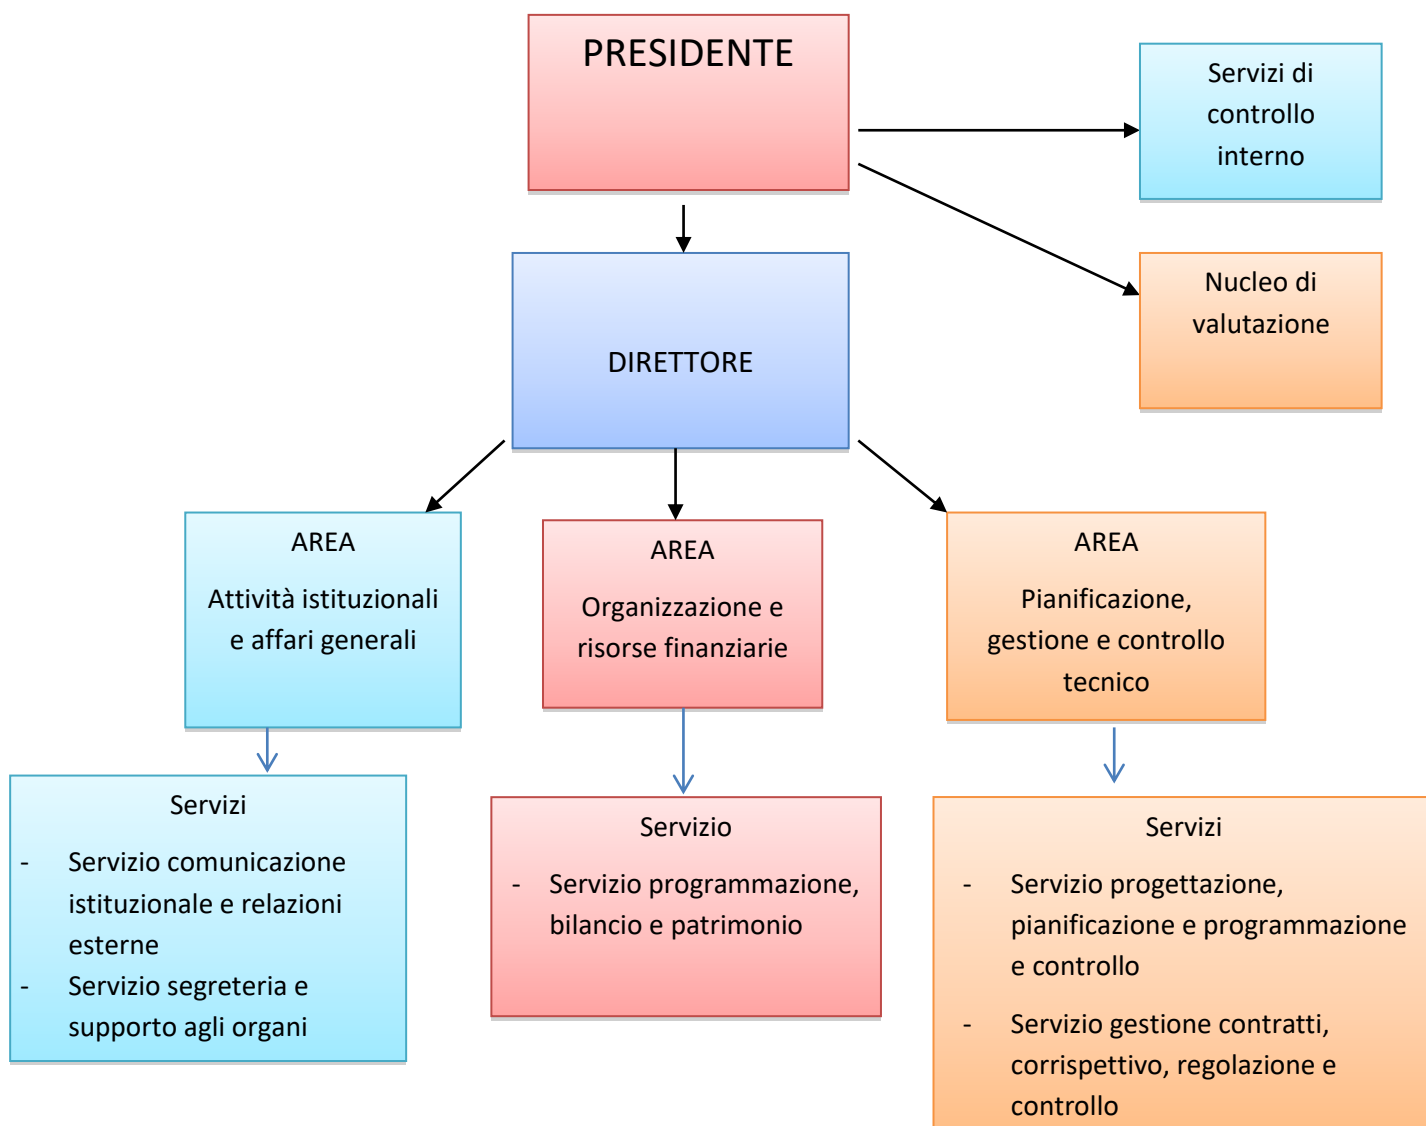 PRESIDENTE
Servizi di
controllo
interno
Nucleo di
valutazione
DIRETTORE
AREA
Attività istituzionali
e affari generali
AREA
Organizzazione e
risorse finanziarie
AREA
Pianificazione,
gestione e controllo
tecnico
Servizi
- Servizio comunicazione
istituzionale e relazioni
esterne
- Servizio segreteria e
supporto agli organi
Servizio
- Servizio programmazione,
bilancio e patrimonio
Servizi
- Servizio progettazione,
pianificazione e programmazione
e controllo
- Servizio gestione contratti,
corrispettivo, regolazione e
controllo